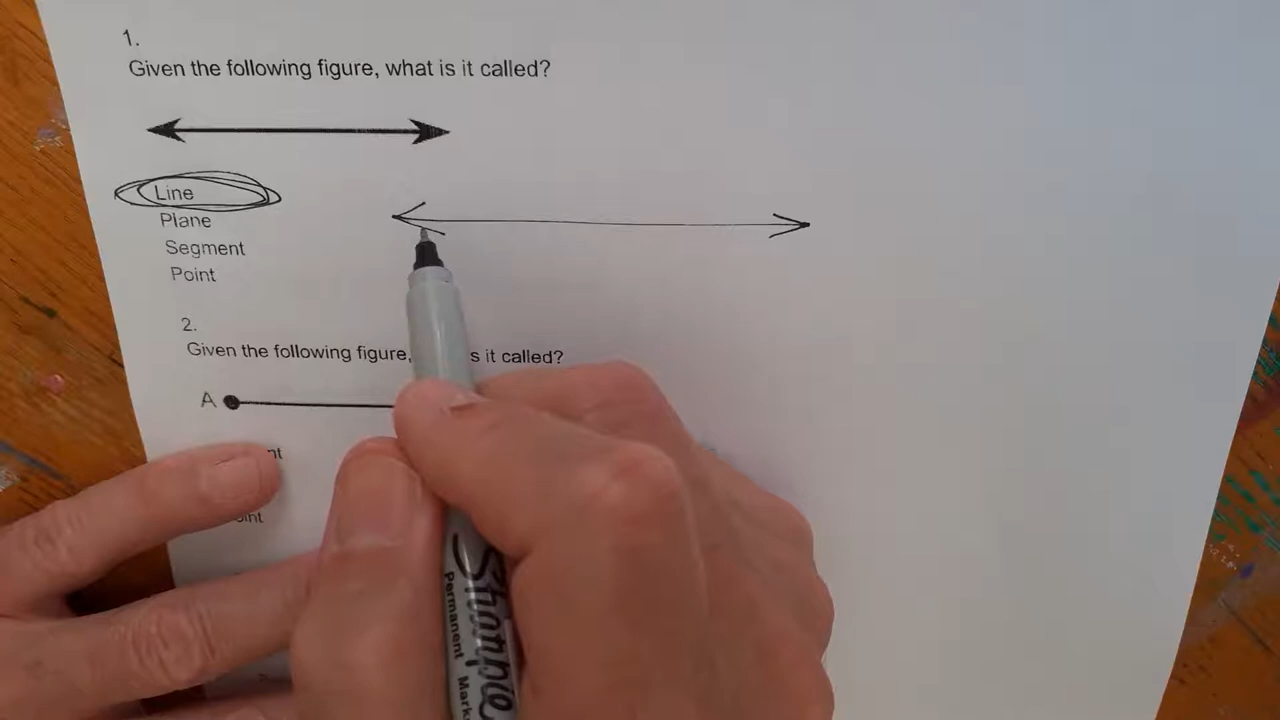 1.
Given the following figure, what is it called?
Line
Plane
Segment
Point
2.
Given the following figure, is it called?
A
Sharpie
Permanent